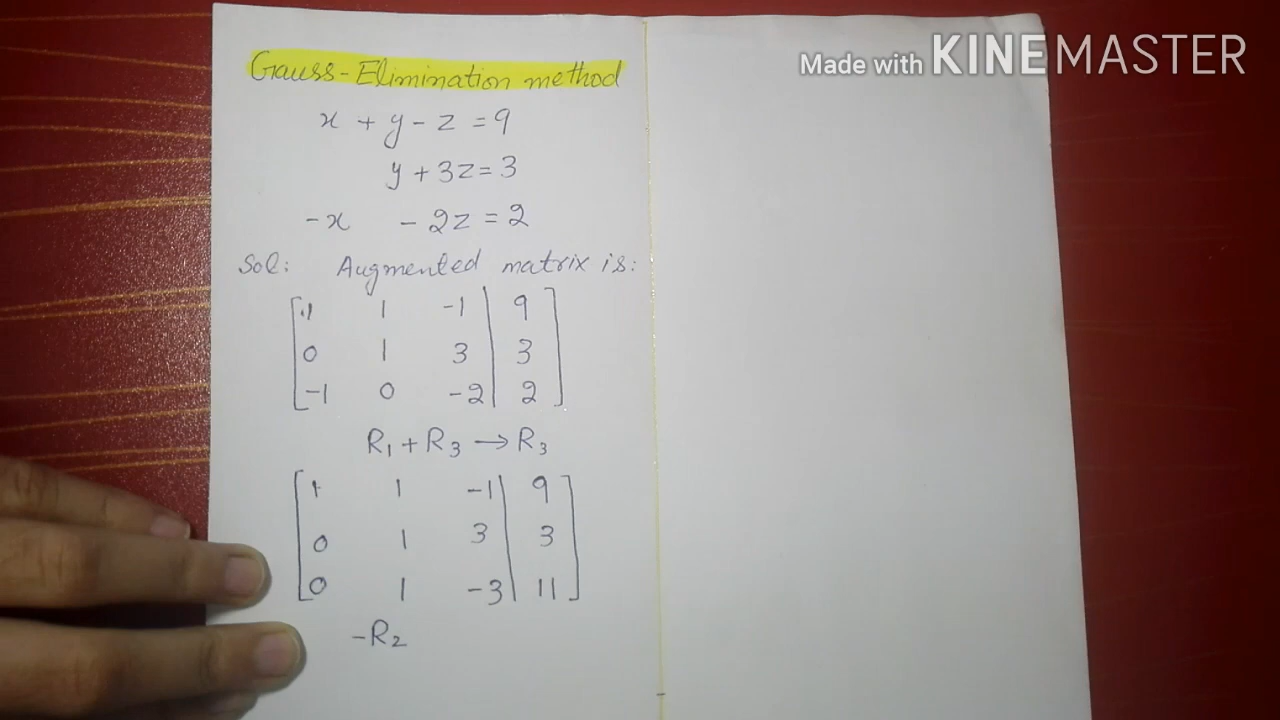 Made with KINEMASTER
Gauss-Elimination method
x + y - z = 9
y + 3z = 3
-x - 2z = 2
Sol: Augmented matrix is:
1 1 -1 | 9
0 1 3 | 3
-1 0 -2 | 2
R₁ + R₃ → R₃
1 1 -1 | 9
0 1 3 | 3
0 1 -3 | 11
-R₂